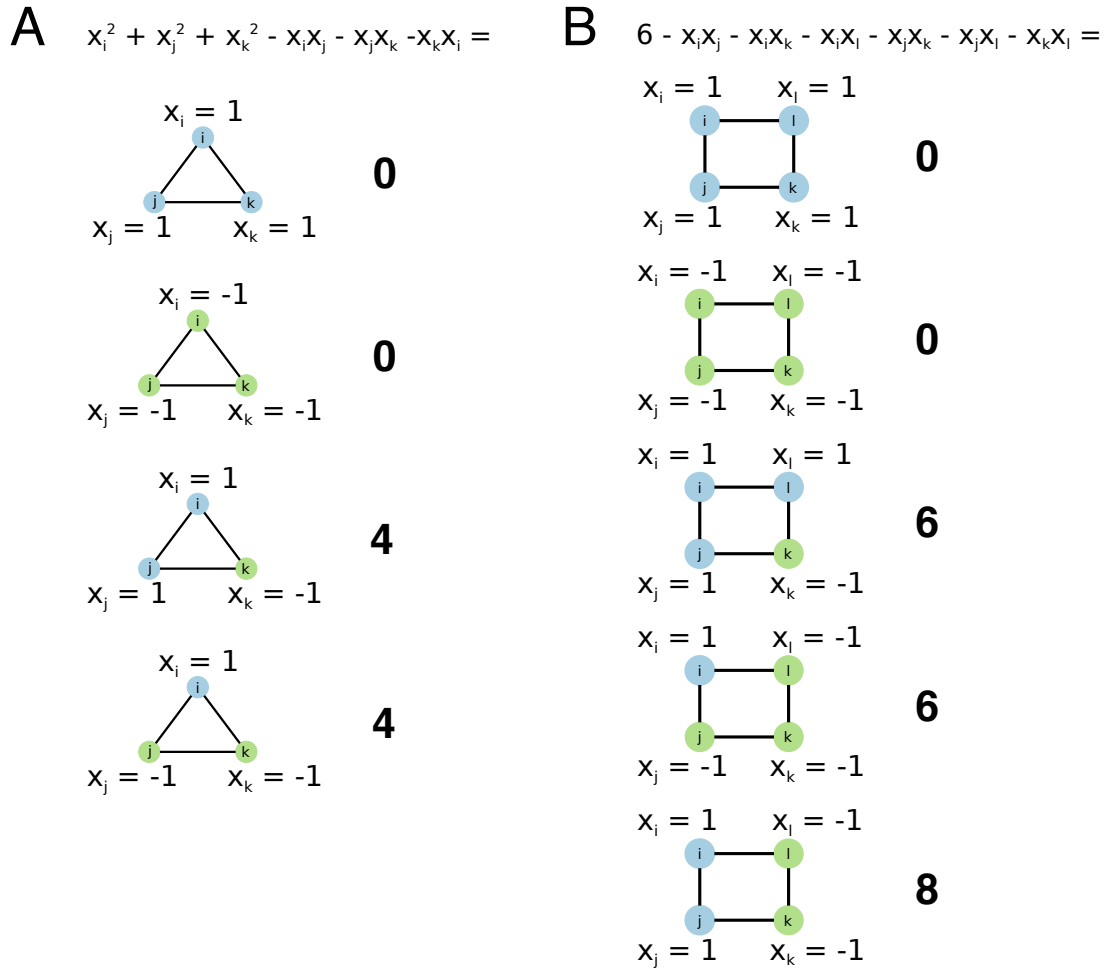 A
xᵢ² + xⱼ² + xₖ² - xᵢxⱼ - xⱼxₖ -xₖxᵢ =
xᵢ = 1
i
j
k
xⱼ = 1
xₖ = 1
0
xᵢ = -1
i
j
k
xⱼ = -1
xₖ = -1
0
xᵢ = 1
i
j
k
xⱼ = 1
xₖ = -1
4
xᵢ = 1
i
j
k
xⱼ = -1
xₖ = -1
4
B
6 - xᵢxⱼ - xᵢxₖ - xᵢxₗ - xⱼxₖ - xⱼxₗ - xₖxₗ =
xᵢ = 1
xₗ = 1
i
l
j
k
xⱼ = 1
xₖ = 1
0
xᵢ = -1
xₗ = -1
i
l
j
k
xⱼ = -1
xₖ = -1
0
xᵢ = 1
xₗ = 1
i
l
j
k
xⱼ = 1
xₖ = -1
6
xᵢ = 1
xₗ = -1
i
l
j
k
xⱼ = -1
xₖ = -1
6
xᵢ = 1
xₗ = -1
i
l
j
k
xⱼ = 1
xₖ = -1
8